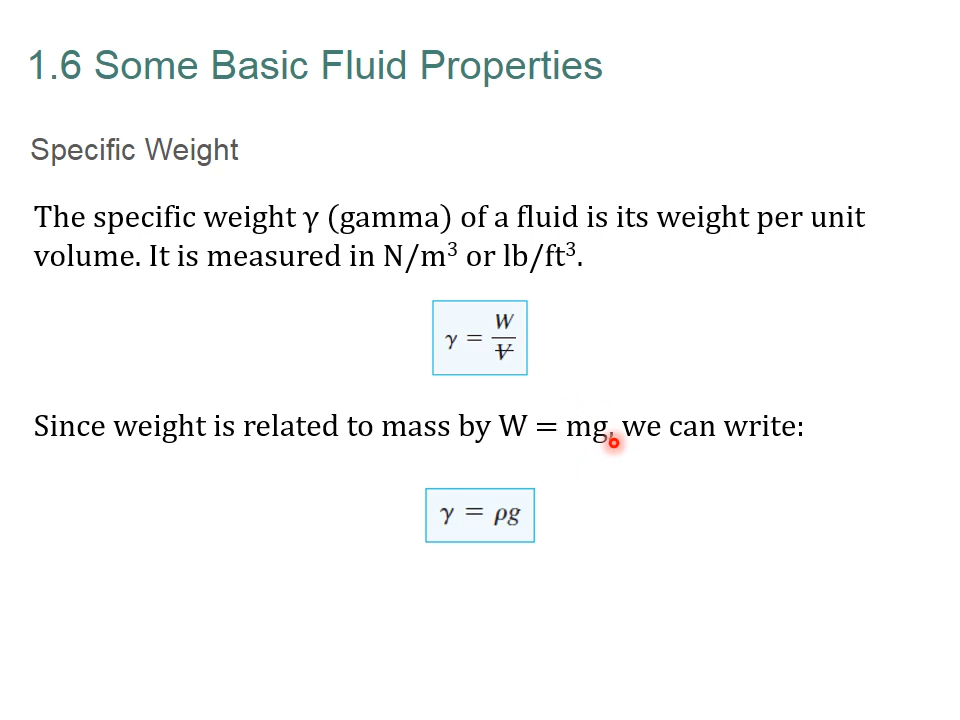 1.6 Some Basic Fluid Properties
Specific Weight
The specific weight γ (gamma) of a fluid is its weight per unit
volume. It is measured in N/m³ or lb/ft³.
γ = W/V̶
Since weight is related to mass by W = mg, we can write:
γ = ρg